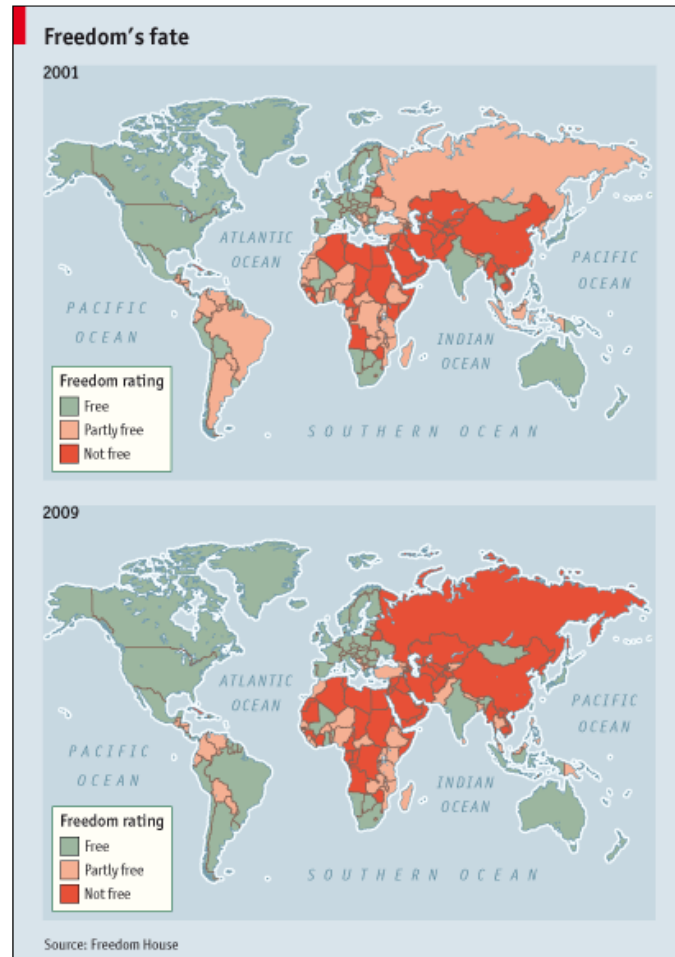 Freedom's fate
2001
ATLANTIC
OCEAN
PACIFIC
OCEAN
PACIFIC
OCEAN
INDIAN
OCEAN
SOUTHERN OCEAN
Freedom rating
Free
Partly free
Not free
2009
ATLANTIC
OCEAN
PACIFIC
OCEAN
PACIFIC
OCEAN
INDIAN
OCEAN
SOUTHERN OCEAN
Freedom rating
Free
Partly free
Not free
Source: Freedom House